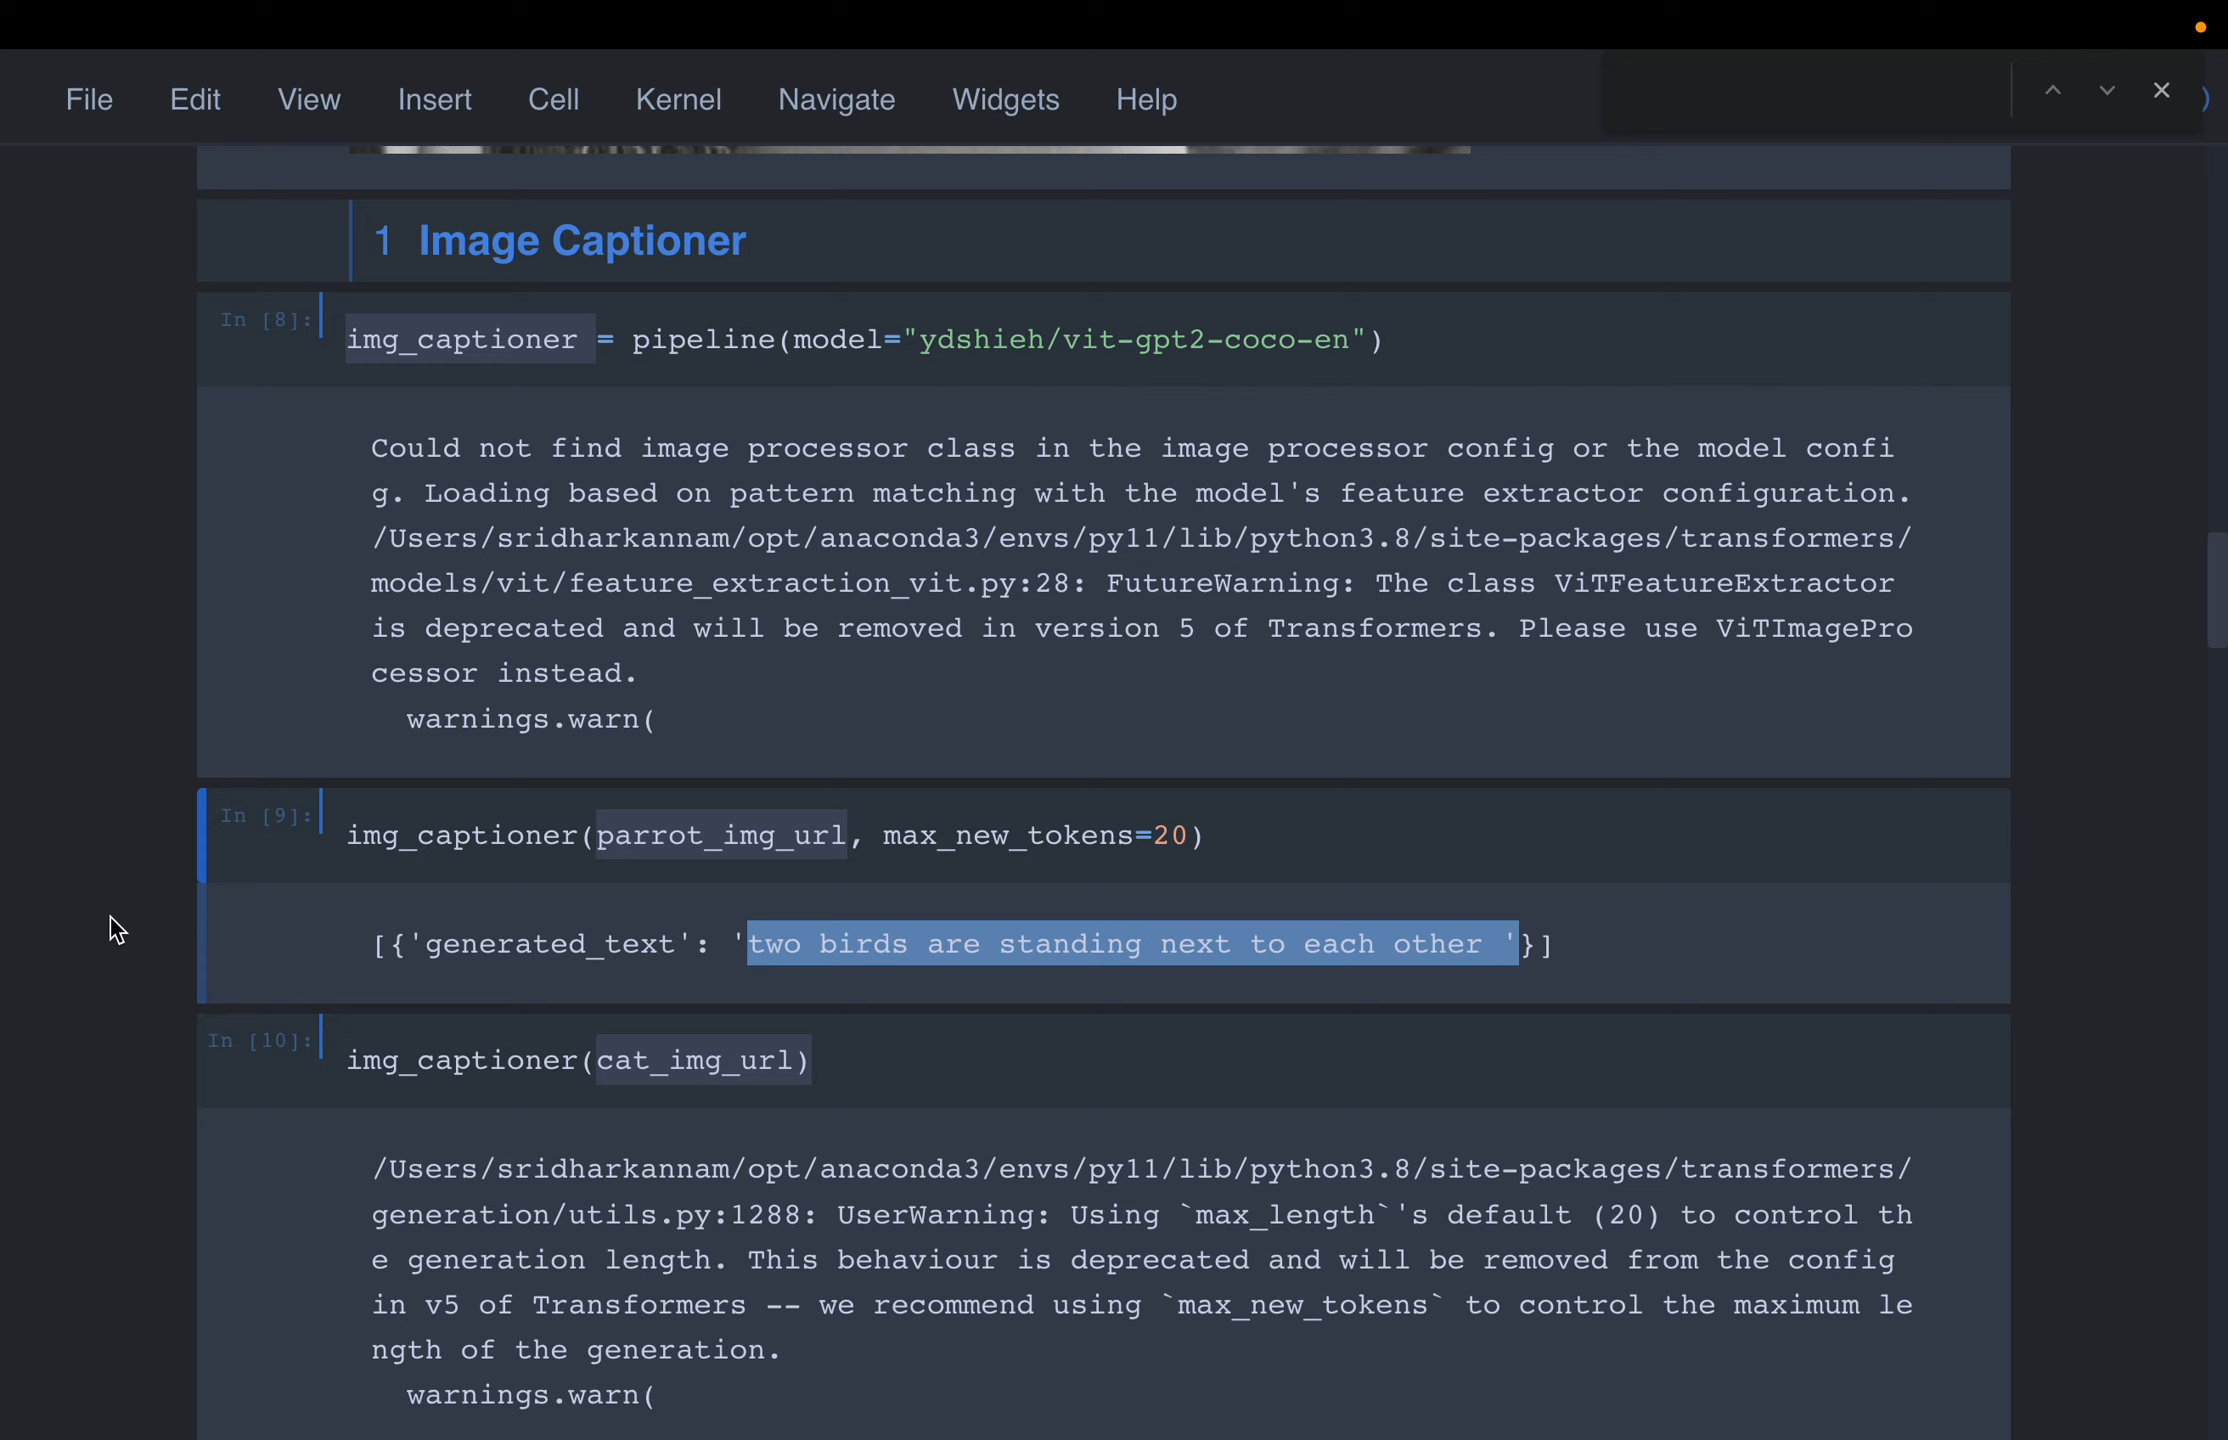 File Edit View Insert Cell Kernel Navigate Widgets Help
1 Image Captioner
In [8]: img_captioner = pipeline(model="ydshieh/vit-gpt2-coco-en")
Could not find image processor class in the image processor config or the model confi
g. Loading based on pattern matching with the model's feature extractor configuration.
/Users/sridharkannam/opt/anaconda3/envs/py11/lib/python3.8/site-packages/transformers/
models/vit/feature_extraction_vit.py:28: FutureWarning: The class ViTFeatureExtractor
is deprecated and will be removed in version 5 of Transformers. Please use ViTImagePro
cessor instead.
warnings.warn(
In [9]: img_captioner(parrot_img_url, max_new_tokens=20)
[{'generated_text': 'two birds are standing next to each other '}]
In [10]: img_captioner(cat_img_url)
/Users/sridharkannam/opt/anaconda3/envs/py11/lib/python3.8/site-packages/transformers/
generation/utils.py:1288: UserWarning: Using `max_length`'s default (20) to control th
e generation length. This behaviour is deprecated and will be removed from the config
in v5 of Transformers -- we recommend using `max_new_tokens` to control the maximum le
ngth of the generation.
warnings.warn(